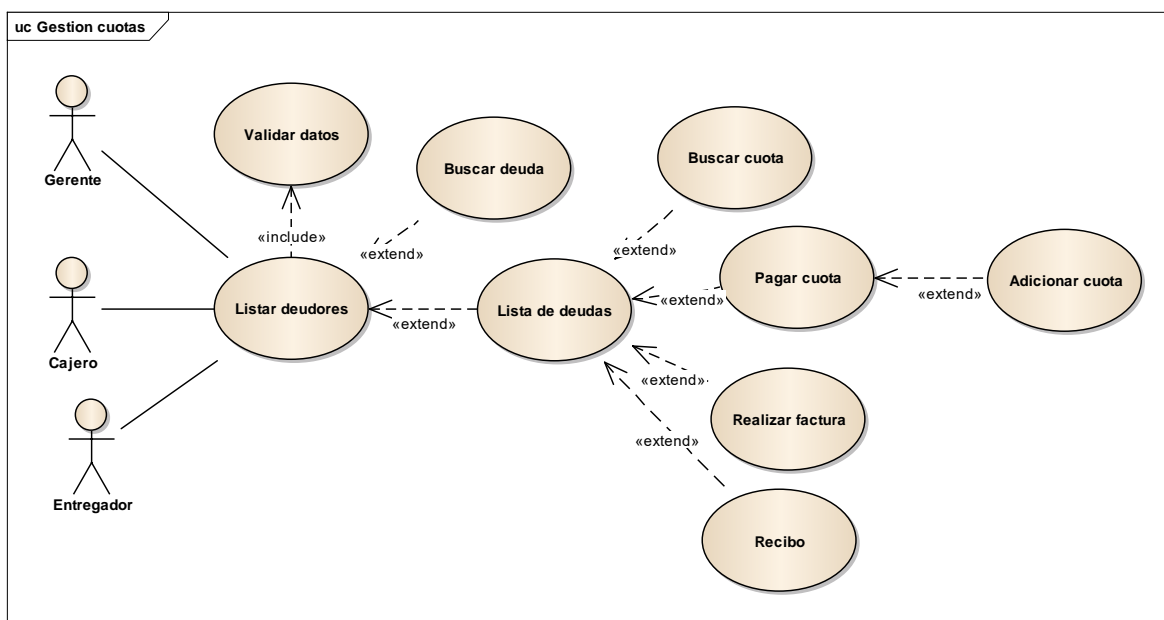 uc Gestion cuotas
Gerente
Cajero
Entregador
Validar datos
«include»
Listar deudores
Buscar deuda
«extend»
«extend»
Lista de deudas
Buscar cuota
«extend»
Pagar cuota
«extend»
Adicionar cuota
«extend»
Realizar factura
«extend»
Recibo
«extend»